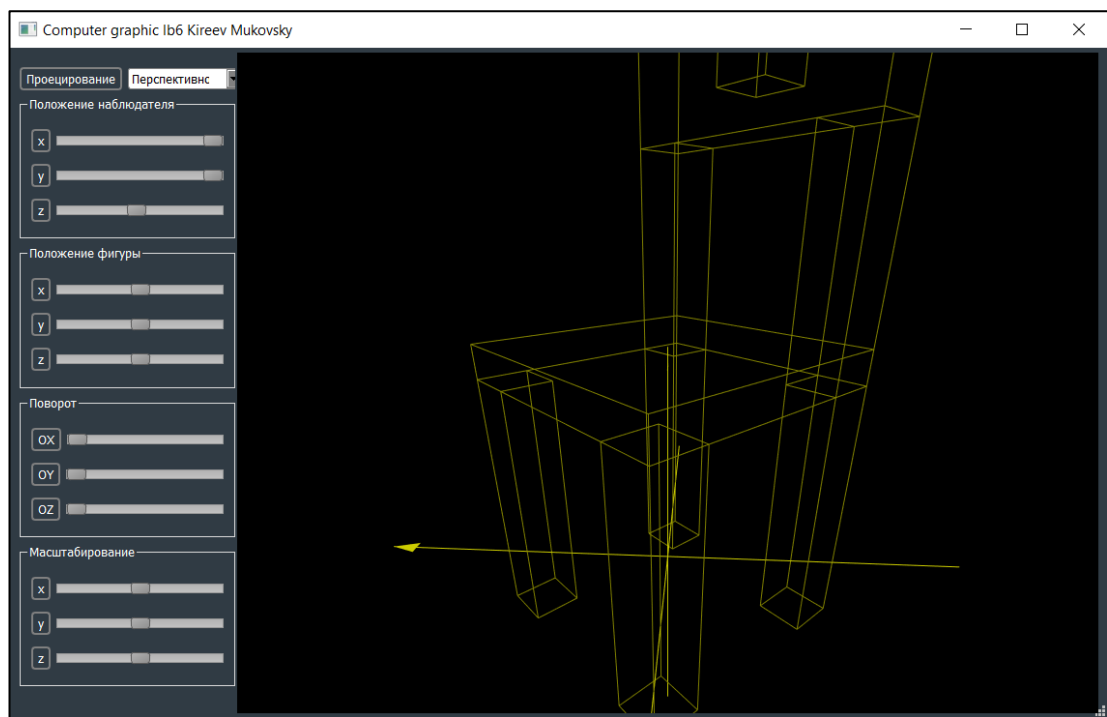 Computer graphic lb6 Kireev Mukovsky
Проецирование Перспективнс
Положение наблюдателя
x
y
z
Положение фигуры
x
y
z
Поворот
OX
OY
OZ
Масштабирование
x
y
z